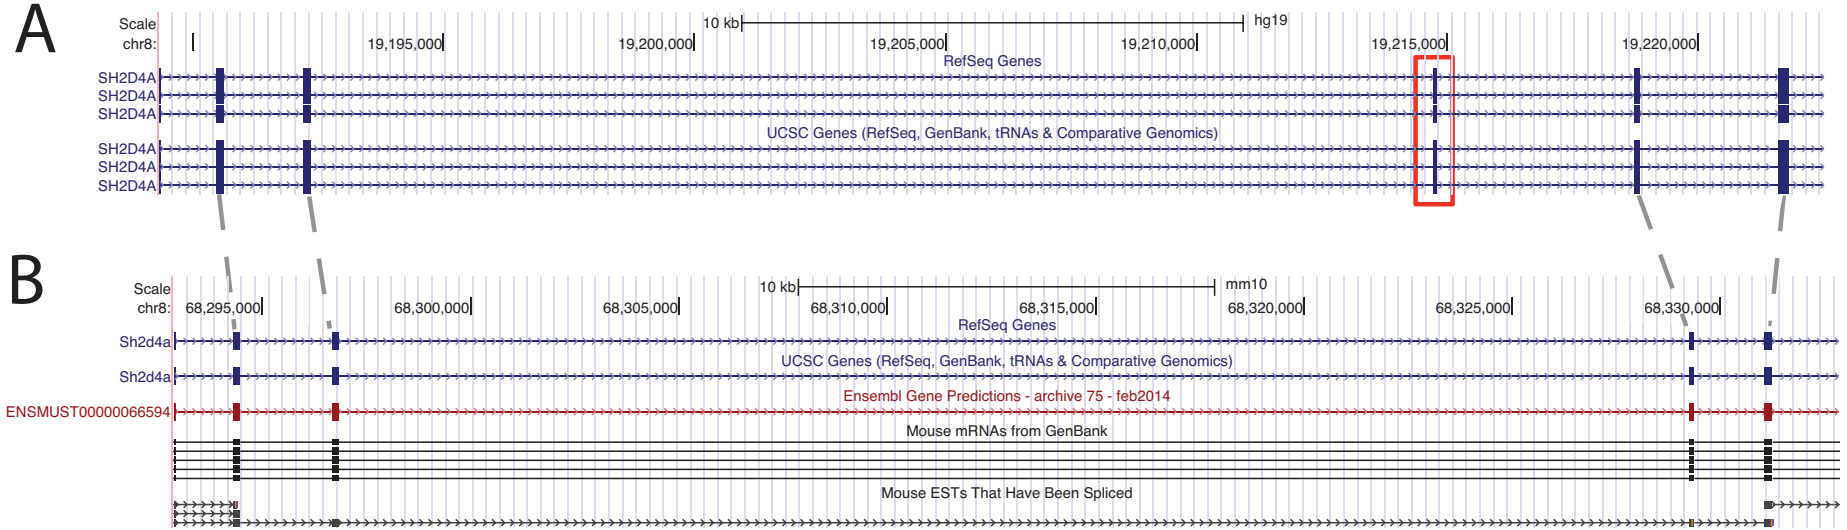 A
Scale 10 kb hg19
chr8: 19,195,000 19,200,000 19,205,000 19,210,000 19,215,000 19,220,000
RefSeq Genes
SH2D4A
SH2D4A
SH2D4A
UCSC Genes (RefSeq, GenBank, tRNAs & Comparative Genomics)
SH2D4A
SH2D4A
SH2D4A
B
Scale 10 kb mm10
chr8: 68,295,000 68,300,000 68,305,000 68,310,000 68,315,000 68,320,000 68,325,000 68,330,000
RefSeq Genes
Sh2d4a
UCSC Genes (RefSeq, GenBank, tRNAs & Comparative Genomics)
Sh2d4a
Ensembl Gene Predictions - archive 75 - feb2014
ENSMUST00000066594
Mouse mRNAs from GenBank
Mouse ESTs That Have Been Spliced